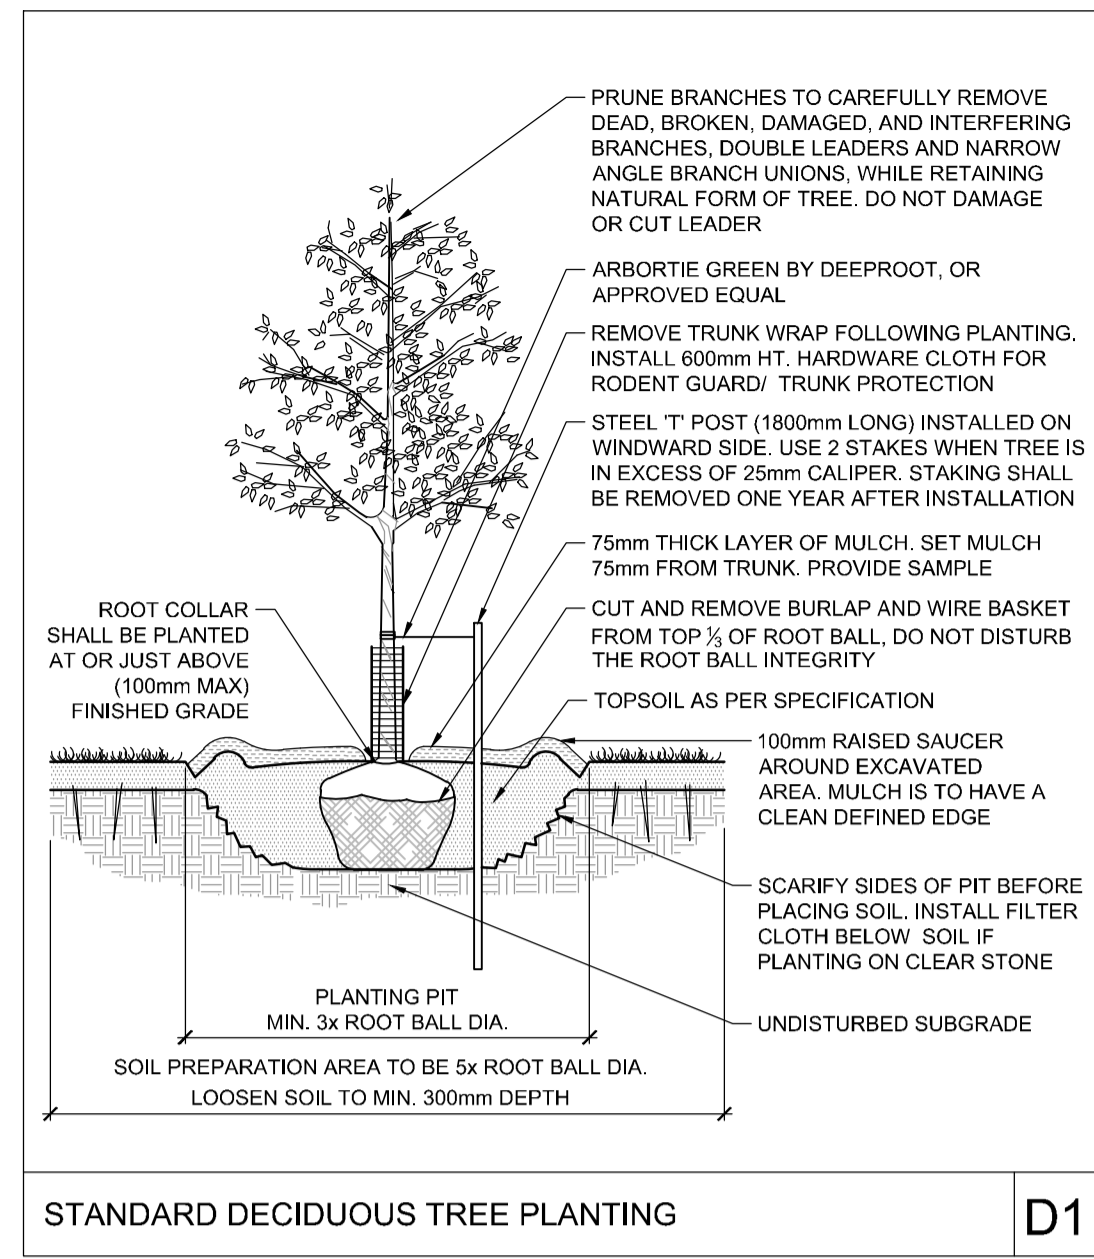 PRUNE BRANCHES TO CAREFULLY REMOVE
DEAD, BROKEN, DAMAGED, AND INTERFERING
BRANCHES, DOUBLE LEADERS AND NARROW
ANGLE BRANCH UNIONS, WHILE RETAINING
NATURAL FORM OF TREE. DO NOT DAMAGE
OR CUT LEADER
ARBORTIE GREEN BY DEEPROOT, OR
APPROVED EQUAL
REMOVE TRUNK WRAP FOLLOWING PLANTING.
INSTALL 600mm HT. HARDWARE CLOTH FOR
RODENT GUARD/ TRUNK PROTECTION
STEEL 'T' POST (1800mm LONG) INSTALLED ON
WINDWARD SIDE. USE 2 STAKES WHEN TREE IS
IN EXCESS OF 25mm CALIPER. STAKING SHALL
BE REMOVED ONE YEAR AFTER INSTALLATION
75mm THICK LAYER OF MULCH. SET MULCH
75mm FROM TRUNK. PROVIDE SAMPLE
CUT AND REMOVE BURLAP AND WIRE BASKET
FROM TOP ⅓ OF ROOT BALL, DO NOT DISTURB
THE ROOT BALL INTEGRITY
TOPSOIL AS PER SPECIFICATION
100mm RAISED SAUCER
AROUND EXCAVATED
AREA. MULCH IS TO HAVE A
CLEAN DEFINED EDGE
SCARIFY SIDES OF PIT BEFORE
PLACING SOIL. INSTALL FILTER
CLOTH BELOW SOIL IF
PLANTING ON CLEAR STONE
UNDISTURBED SUBGRADE
ROOT COLLAR
SHALL BE PLANTED
AT OR JUST ABOVE
(100mm MAX)
FINISHED GRADE
PLANTING PIT
MIN. 3x ROOT BALL DIA.
SOIL PREPARATION AREA TO BE 5x ROOT BALL DIA.
LOOSEN SOIL TO MIN. 300mm DEPTH
STANDARD DECIDUOUS TREE PLANTING
D1